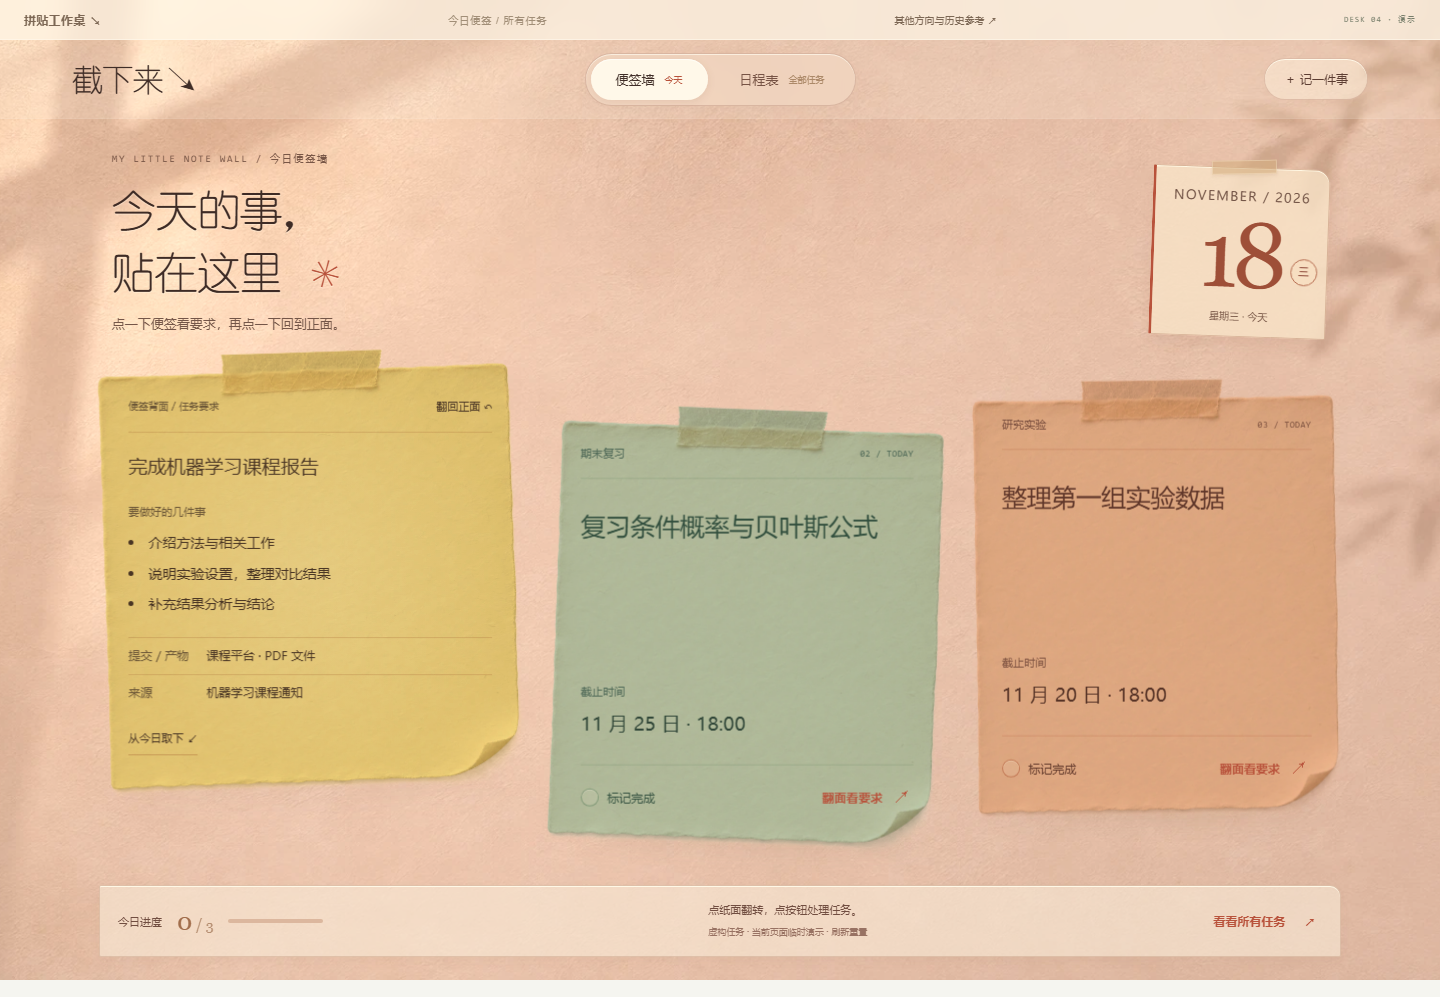 拼贴工作桌 ↘
今日便签 / 所有任务
其他方向与历史参考 ↗
DESK 04 · 演示
截下来↘
便签墙 今天
日程表 全部任务
+ 记一件事
MY LITTLE NOTE WALL / 今日便签墙
今天的事，
贴在这里 ✳
点一下便签看要求，再点一下回到正面。
NOVEMBER / 2026
18
三
星期三 · 今天
便签背面 / 任务要求
翻回正面 ↶
完成机器学习课程报告
要做好的几件事
• 介绍方法与相关工作
• 说明实验设置，整理对比结果
• 补充结果分析与结论
提交 / 产物 课程平台 · PDF 文件
来源 机器学习课程通知
从今日取下 ↙
期末复习
02 / TODAY
复习条件概率与贝叶斯公式
截止时间
11 月 25 日 · 18:00
标记完成
翻面看要求 ↗
研究实验
03 / TODAY
整理第一组实验数据
截止时间
11 月 20 日 · 18:00
标记完成
翻面看要求 ↗
今日进度 0 / 3
点纸面翻转，点按钮处理任务。
虚构任务 · 当前页面临时演示 · 刷新重置
看看所有任务 ↗